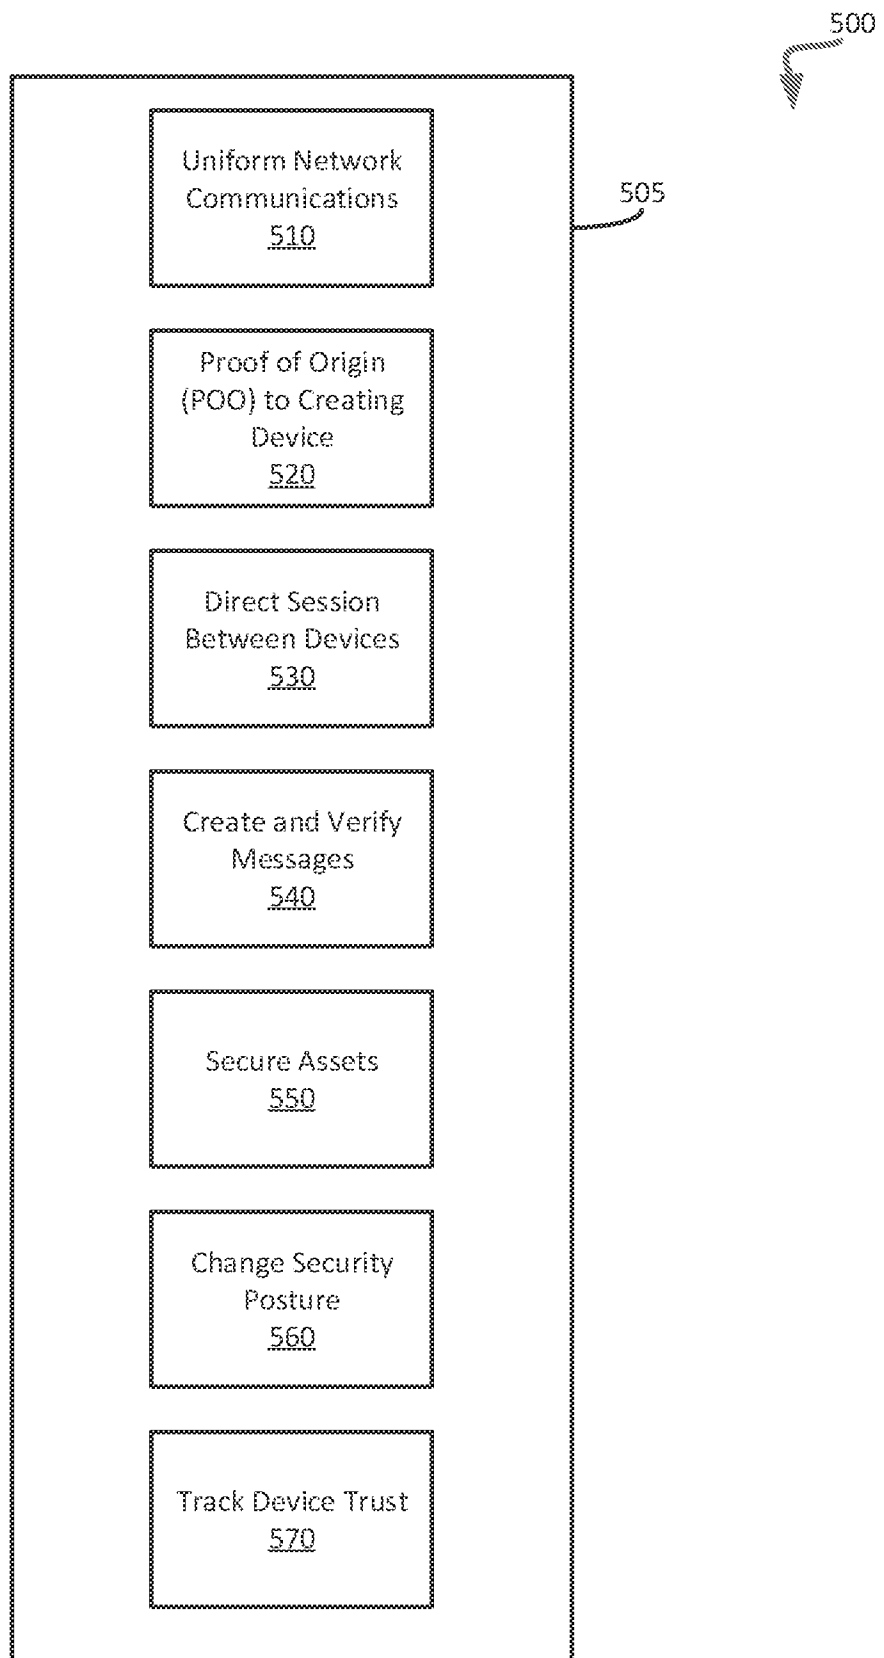 500
505
Uniform Network
Communications
510
Proof of Origin
(POO) to Creating
Device
520
Direct Session
Between Devices
530
Create and Verify
Messages
540
Secure Assets
550
Change Security
Posture
560
Track Device Trust
570